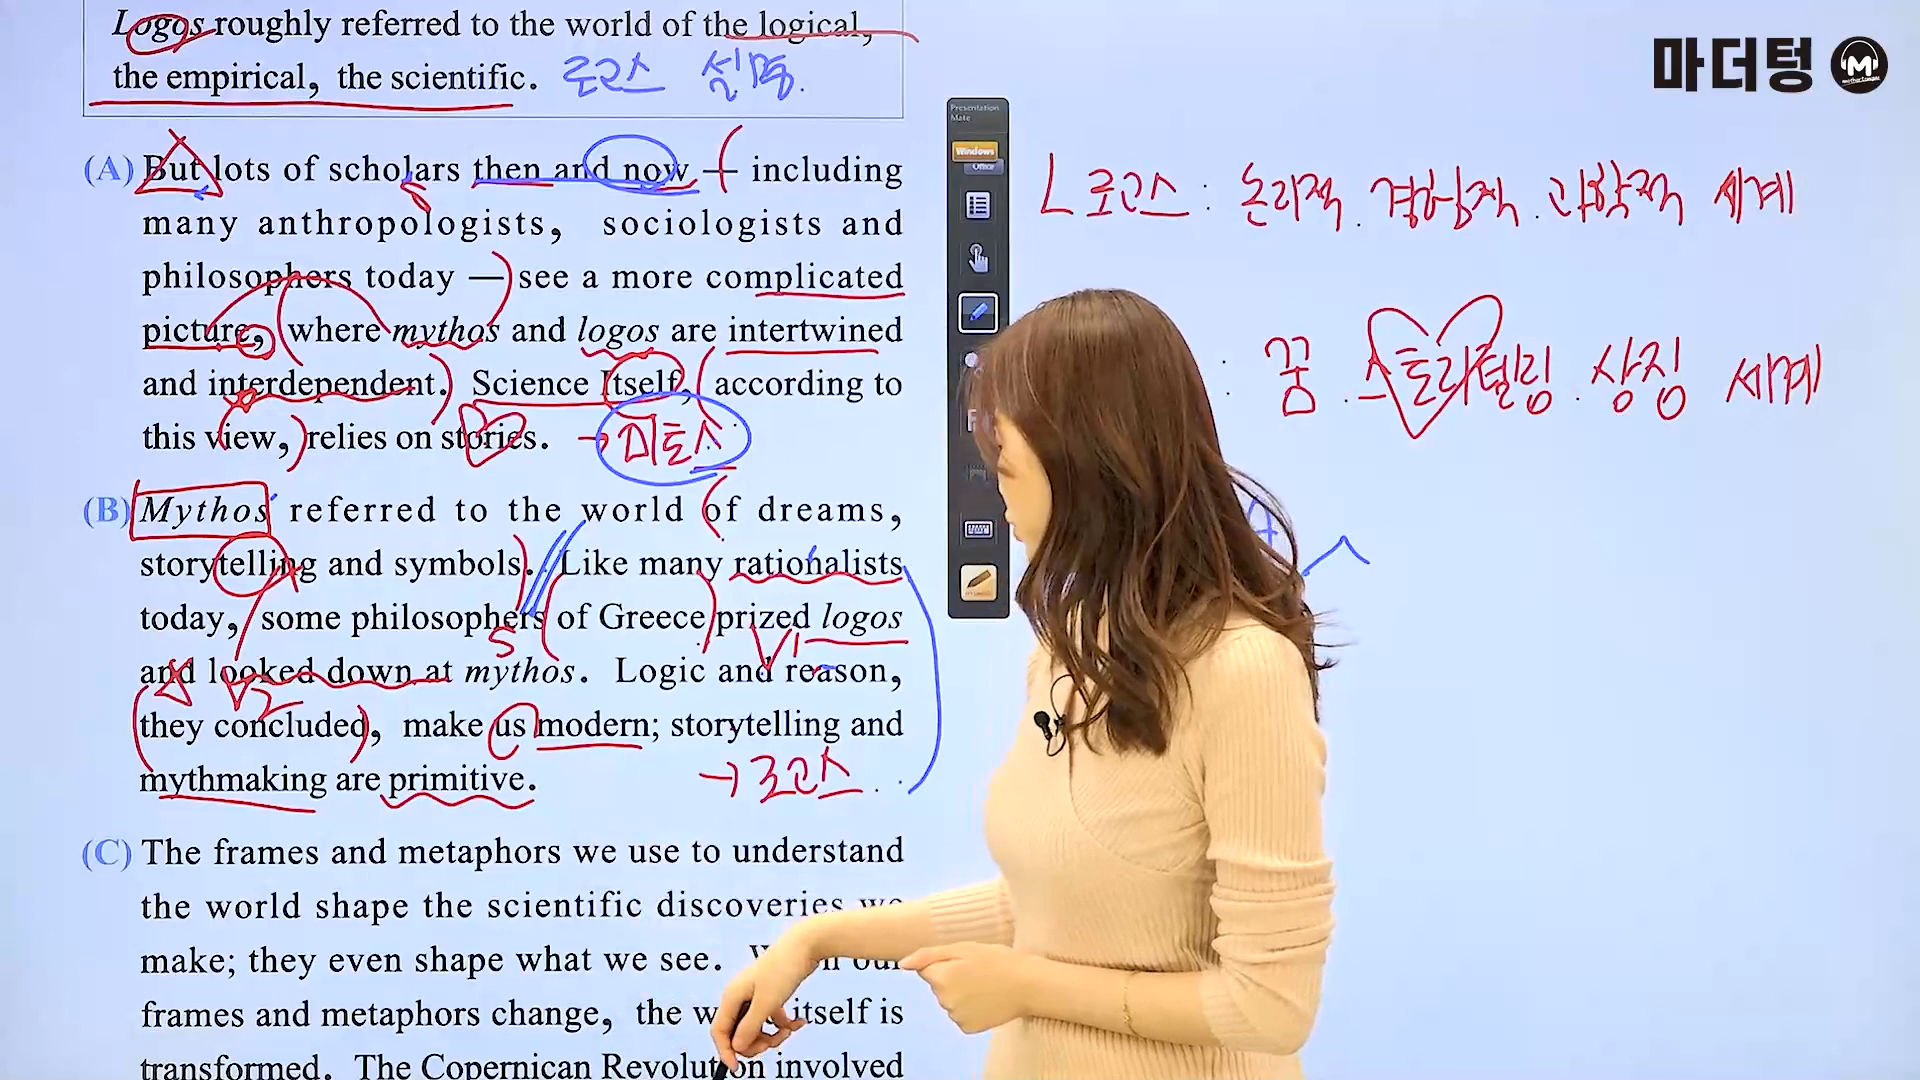 Logos roughly referred to the world of the logical,
the empirical, the scientific. 로고스 설명.
마더텅
Presentation
Mate
Windows
(A) But lots of scholars then and now — including
many anthropologists, sociologists and
philosophers today — see a more complicated
picture, where mythos and logos are intertwined
and interdependent. Science Itself, according to
this view, relies on stories. → 미토스
(B) Mythos referred to the world of dreams,
storytelling and symbols. Like many rationalists
today, some philosophers of Greece prized logos
S V1
and looked down at mythos. Logic and reason,
V2
they concluded, make us modern; storytelling and
mythmaking are primitive. → 로고스.
(C) The frames and metaphors we use to understand
the world shape the scientific discoveries we
make; they even shape what we see. our
frames and metaphors change, the itself is
transformed. The Copernican Revolution involved
L 로고스 : 논리적. 경험적. 과학적 세계
: 꿈. 스토리텔링. 상징 세계